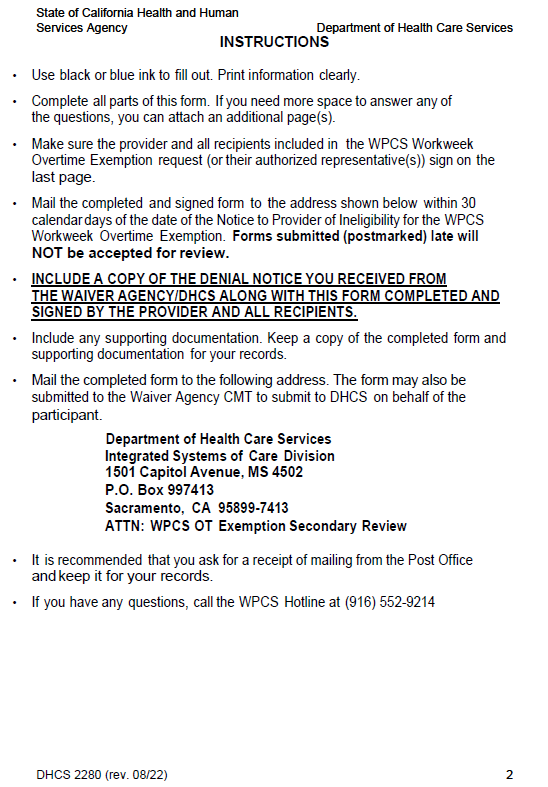 State of California Health and Human
Services Agency Department of Health Care Services
INSTRUCTIONS
• Use black or blue ink to fill out. Print information clearly.
• Complete all parts of this form. If you need more space to answer any of
the questions, you can attach an additional page(s).
• Make sure the provider and all recipients included in the WPCS Workweek
Overtime Exemption request (or their authorized representative(s)) sign on the
last page.
• Mail the completed and signed form to the address shown below within 30
calendar days of the date of the Notice to Provider of Ineligibility for the WPCS
Workweek Overtime Exemption. Forms submitted (postmarked) late will
NOT be accepted for review.
• INCLUDE A COPY OF THE DENIAL NOTICE YOU RECEIVED FROM
THE WAIVER AGENCY/DHCS ALONG WITH THIS FORM COMPLETED AND
SIGNED BY THE PROVIDER AND ALL RECIPIENTS.
• Include any supporting documentation. Keep a copy of the completed form and
supporting documentation for your records.
• Mail the completed form to the following address. The form may also be
submitted to the Waiver Agency CMT to submit to DHCS on behalf of the
participant.
Department of Health Care Services
Integrated Systems of Care Division
1501 Capitol Avenue, MS 4502
P.O. Box 997413
Sacramento, CA 95899-7413
ATTN: WPCS OT Exemption Secondary Review
• It is recommended that you ask for a receipt of mailing from the Post Office
and keep it for your records.
• If you have any questions, call the WPCS Hotline at (916) 552-9214
DHCS 2280 (rev. 08/22) 2